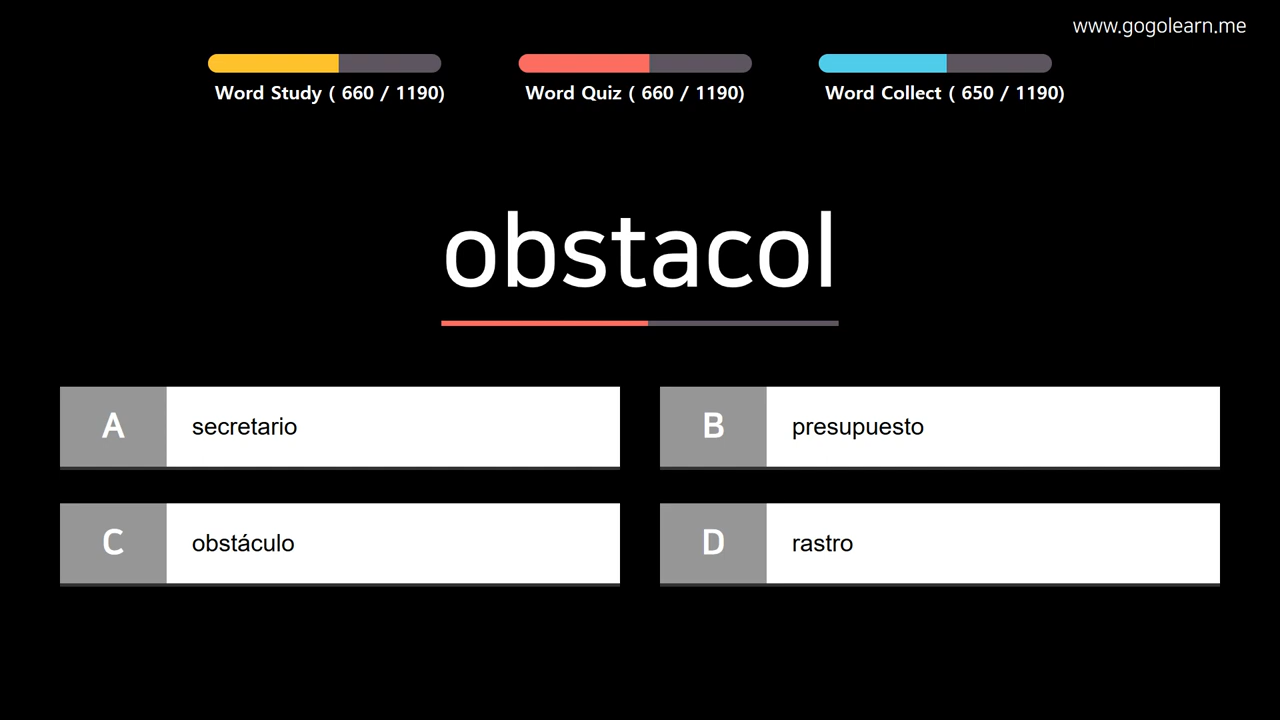 www.gogolearn.me
Word Study ( 660 / 1190)
Word Quiz ( 660 / 1190)
Word Collect ( 650 / 1190)
obstacol
A secretario
B presupuesto
C obstáculo
D rastro